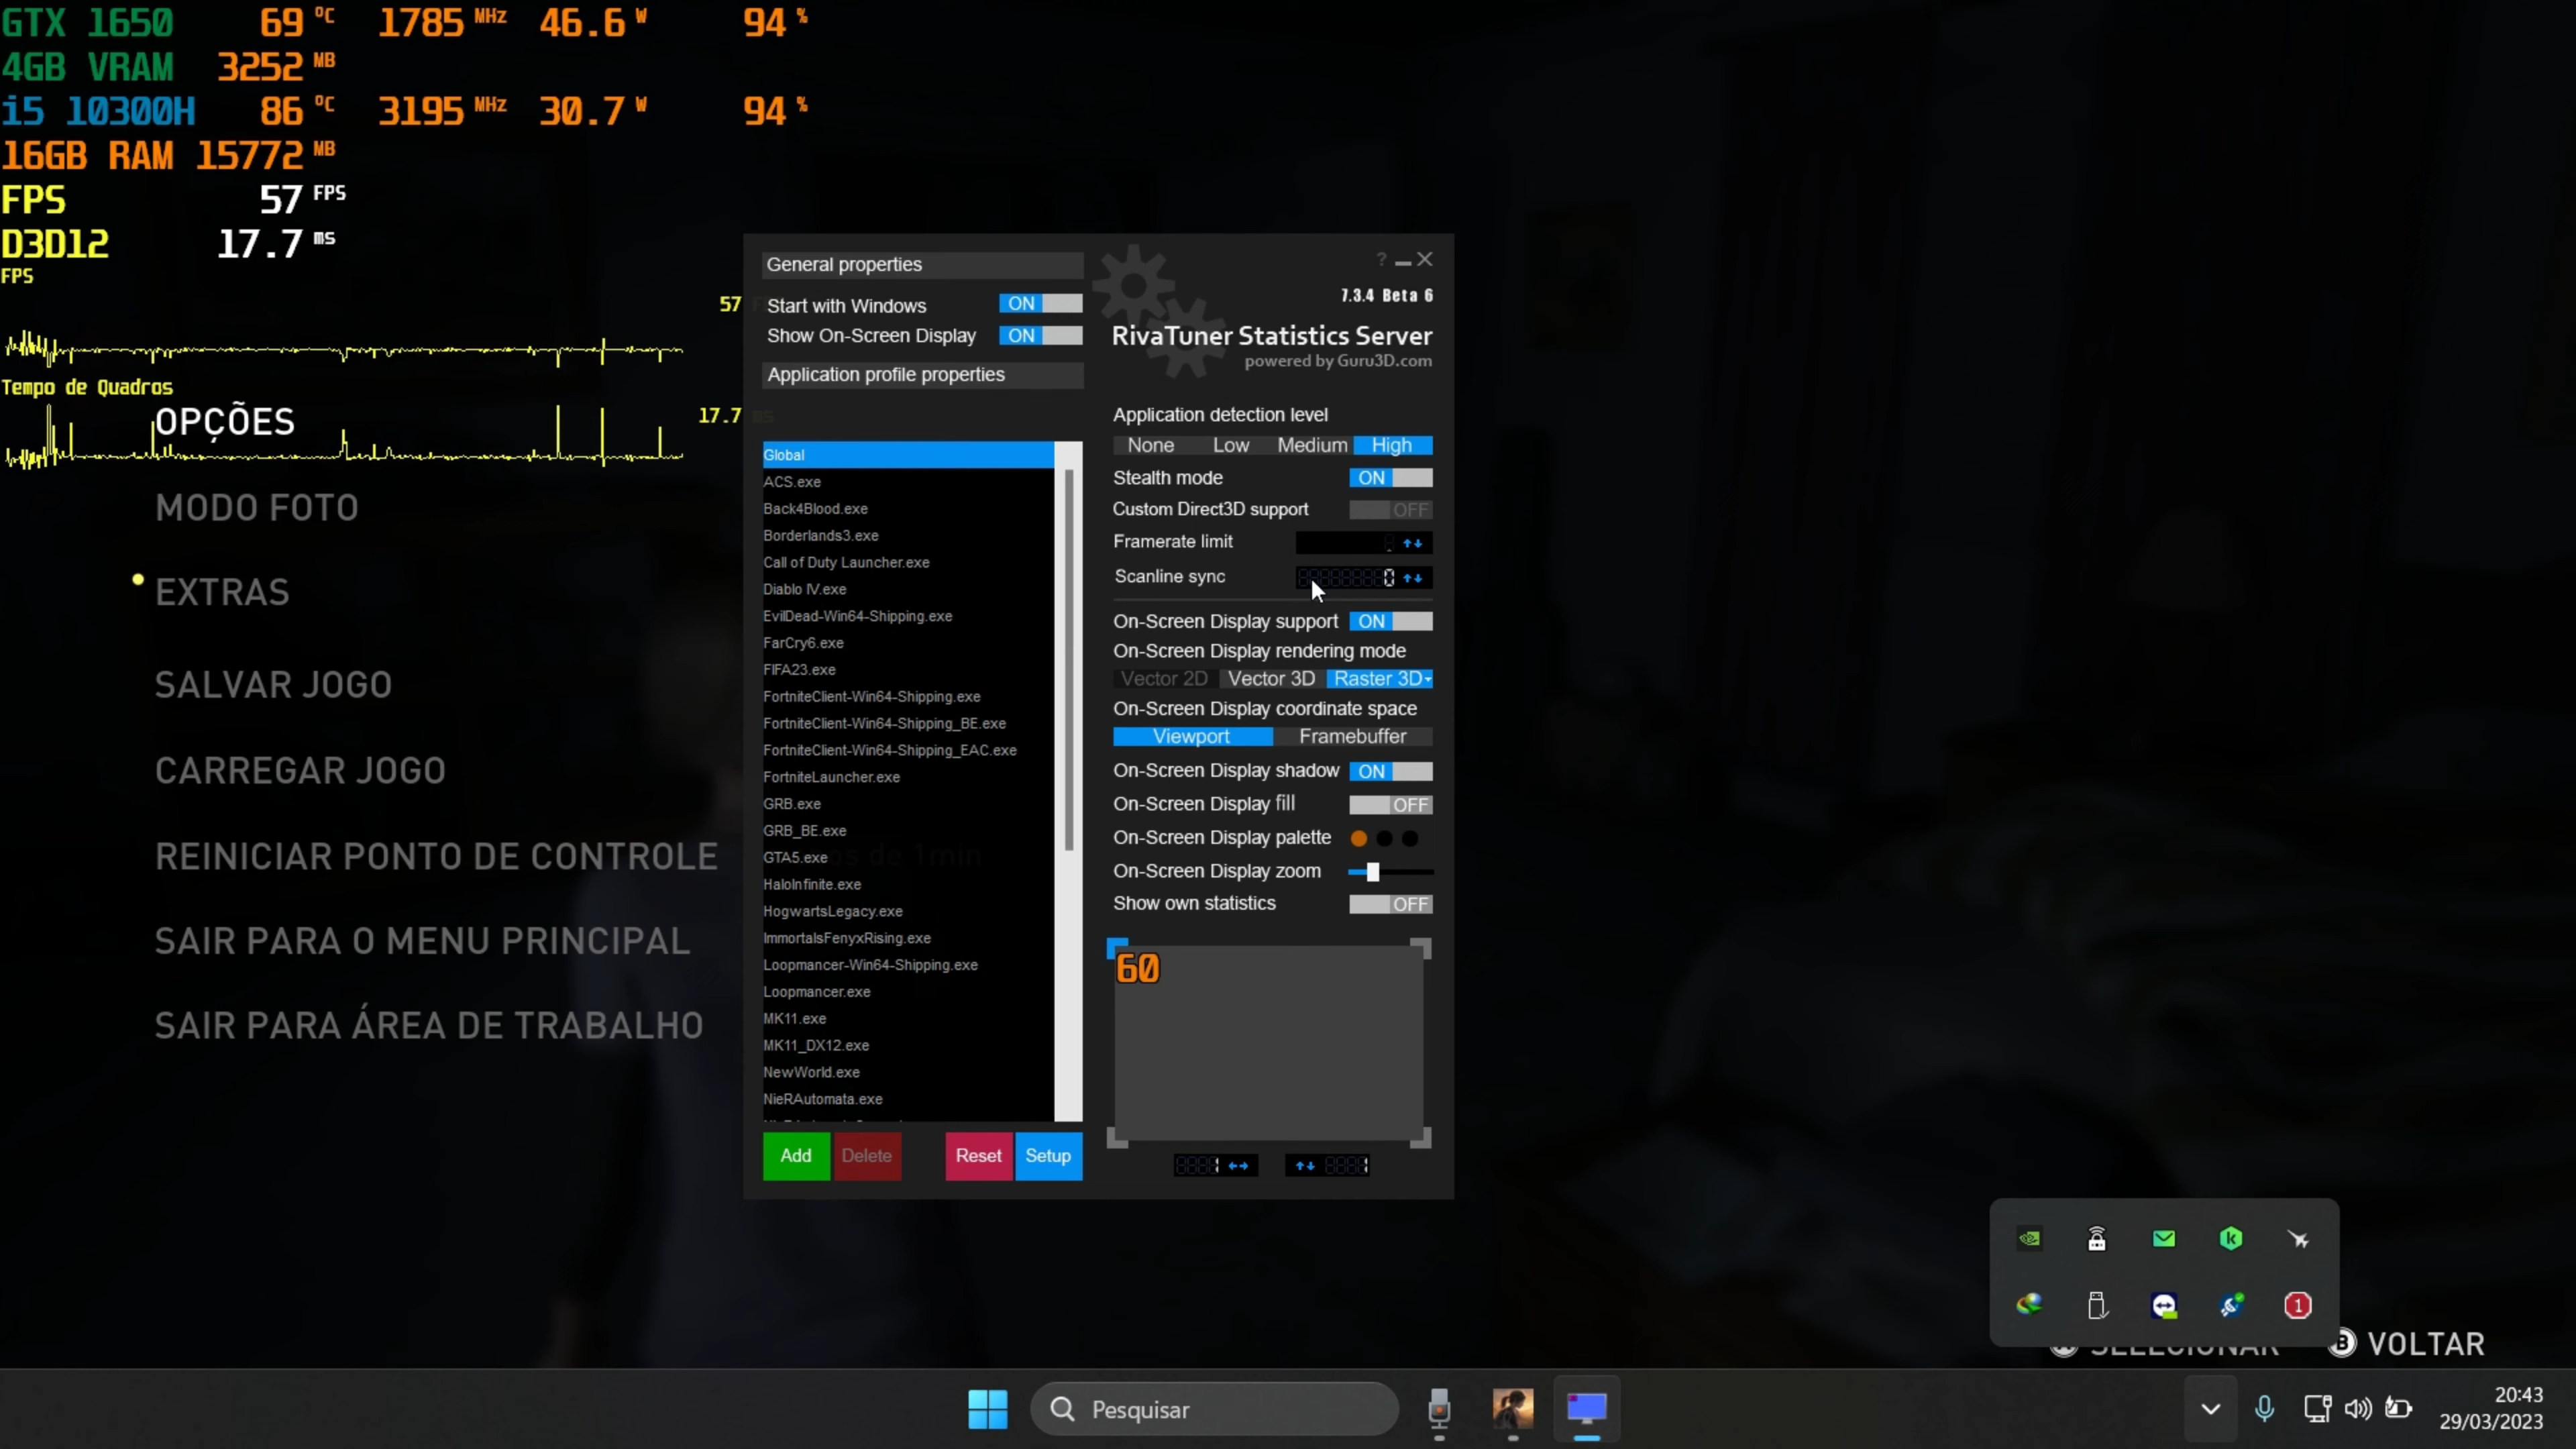 GTX 1650 69 °C 1785 MHz 46.6 W 94 %
4GB VRAM 3252 MB
i5 10300H 86 °C 3195 MHz 30.7 W 94 %
16GB RAM 15772 MB
FPS 57 FPS
D3D12 17.7 ms
FPS
57
Tempo de Quadros
17.7 ms
OPÇÕES
MODO FOTO
EXTRAS
SALVAR JOGO
CARREGAR JOGO
REINICIAR PONTO DE CONTROLE
SAIR PARA O MENU PRINCIPAL
SAIR PARA ÁREA DE TRABALHO
General properties
Start with Windows ON
Show On-Screen Display ON
Application profile properties
Global
ACS.exe
Back4Blood.exe
Borderlands3.exe
Call of Duty Launcher.exe
Diablo IV.exe
EvilDead-Win64-Shipping.exe
FarCry6.exe
FIFA23.exe
FortniteClient-Win64-Shipping.exe
FortniteClient-Win64-Shipping_BE.exe
FortniteClient-Win64-Shipping_EAC.exe
FortniteLauncher.exe
GRB.exe
GRB_BE.exe
GTA5.exe
de 1min
HaloInfinite.exe
HogwartsLegacy.exe
ImmortalsFenyxRising.exe
Loopmancer-Win64-Shipping.exe
Loopmancer.exe
MK11.exe
MK11_DX12.exe
NewWorld.exe
NieRAutomata.exe
Add Delete Reset Setup
? 
7.3.4 Beta 6
RivaTuner Statistics Server
powered by Guru3D.com
Application detection level
None Low Medium High
Stealth mode ON
Custom Direct3D support OFF
Framerate limit
Scanline sync 0
On-Screen Display support ON
On-Screen Display rendering mode
Vector 2D Vector 3D Raster 3D
On-Screen Display coordinate space
Viewport Framebuffer
On-Screen Display shadow ON
On-Screen Display fill OFF
On-Screen Display palette
On-Screen Display zoom
Show own statistics OFF
60
1 1
k
1
SELECIONAR B VOLTAR
Pesquisar
20:43
29/03/2023